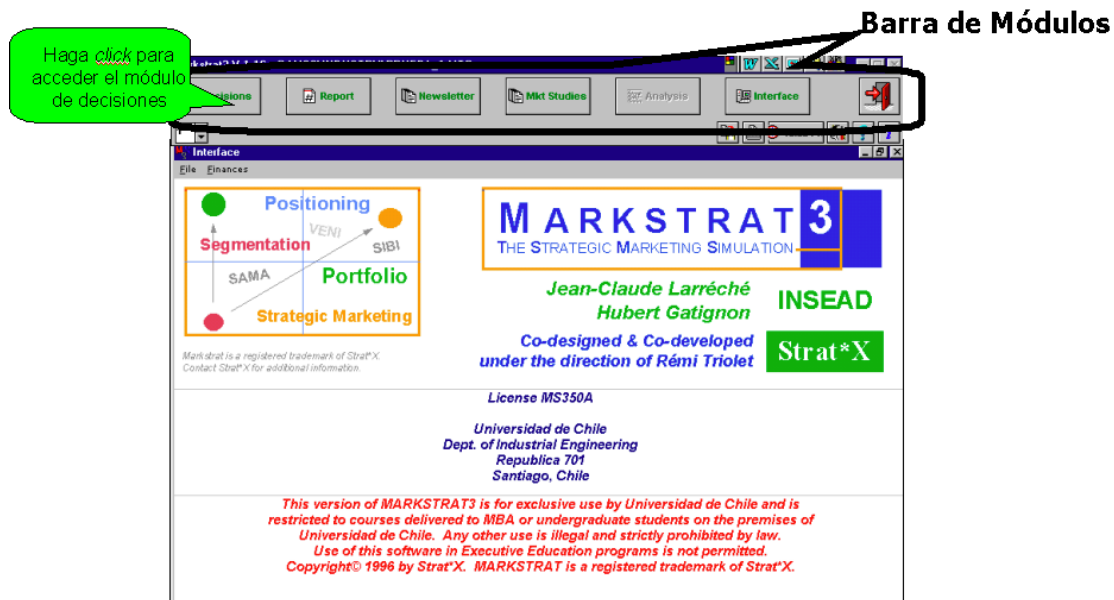 Barra de Módulos
Haga click para
acceder el módulo
de decisiones
Report
Newsletter
Mkt Studies
Analysis
Interface
Interface
File Finances
Positioning
VENI
Segmentation
SIBI
SAMA
Portfolio
Strategic Marketing
MARKSTRAT 3
THE STRATEGIC MARKETING SIMULATION
Jean-Claude Larréché
Hubert Gatignon
INSEAD
Co-designed & Co-developed
under the direction of Rémi Triolet
Strat*X
Markstrat is a registered trademark of Strat*X.
Contact Strat*X for additional information.
License MS350A
Universidad de Chile
Dept. of Industrial Engineering
Republica 701
Santiago, Chile
This version of MARKSTRAT3 is for exclusive use by Universidad de Chile and is
restricted to courses delivered to MBA or undergraduate students on the premises of
Universidad de Chile. Any other use is illegal and strictly prohibited by law.
Use of this software in Executive Education programs is not permitted.
Copyright© 1996 by Strat*X. MARKSTRAT is a registered trademark of Strat*X.